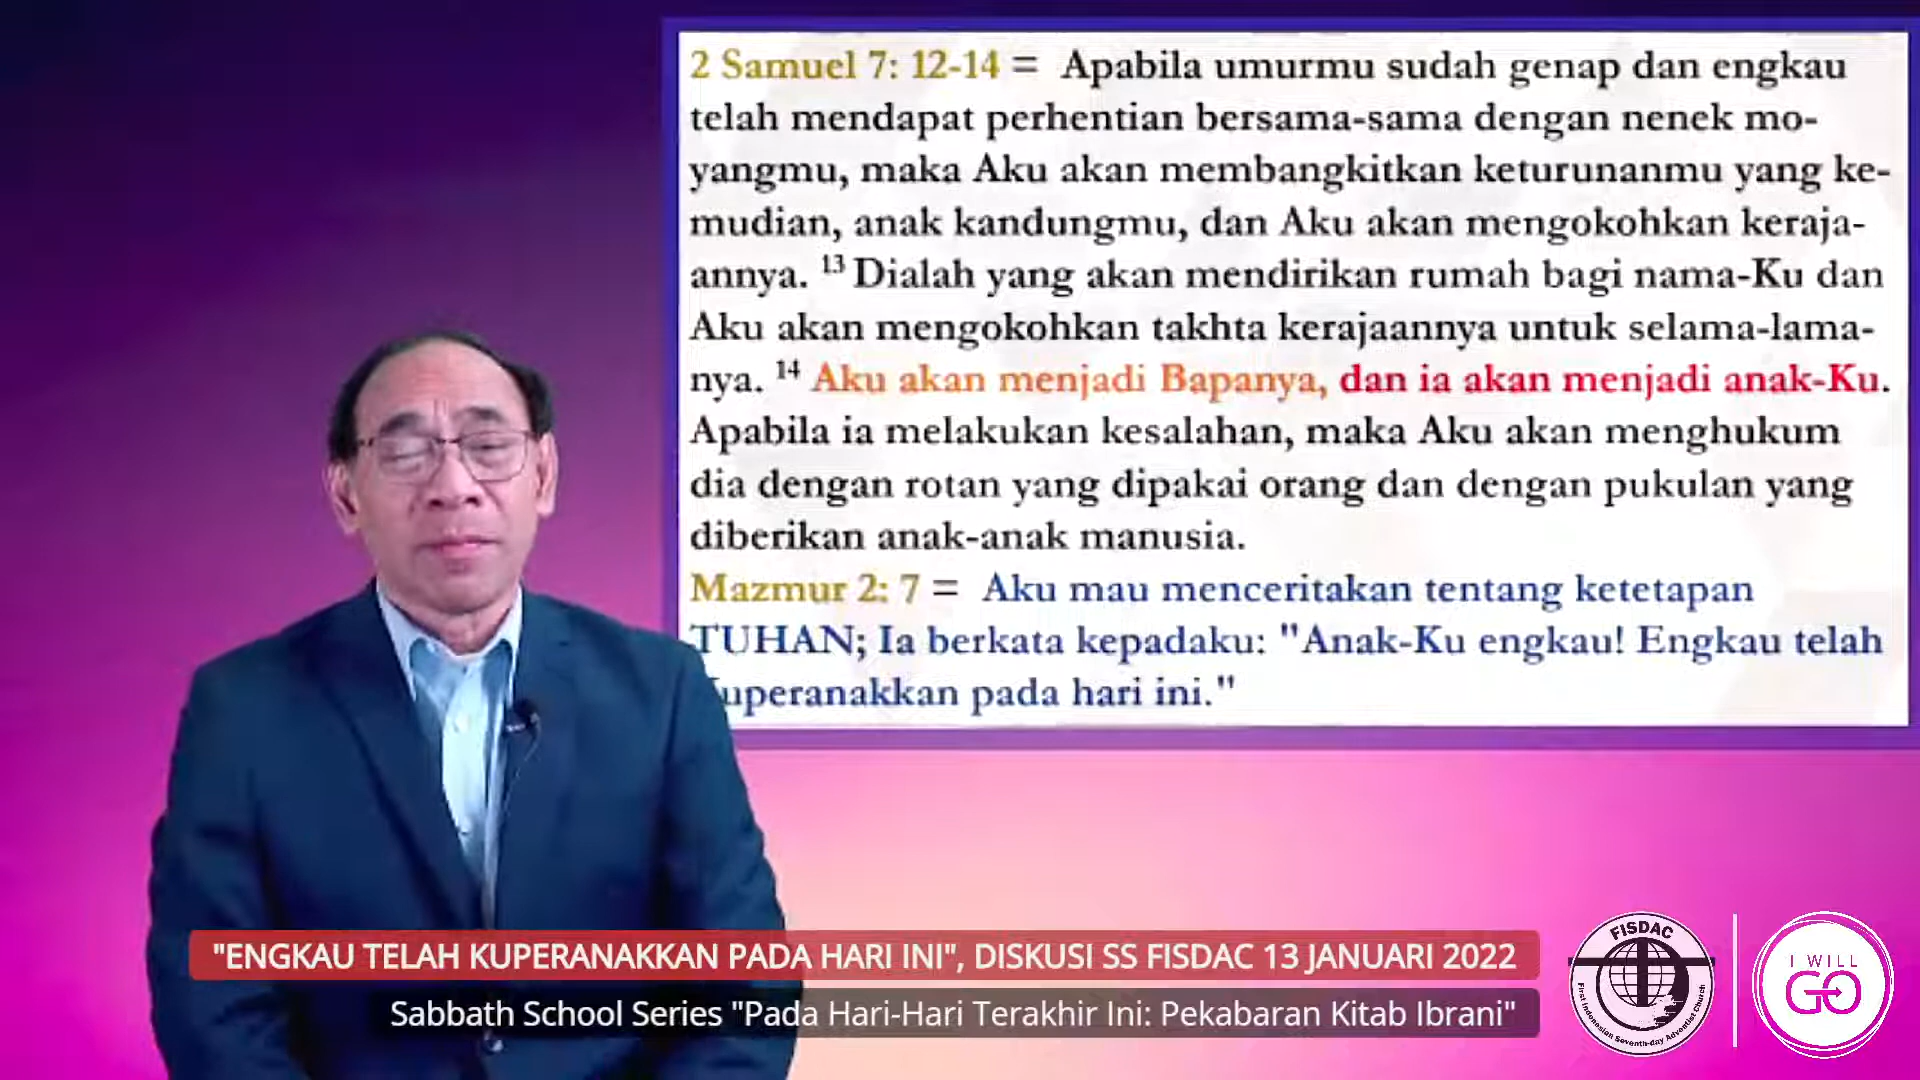 2 Samuel 7: 12-14 = Apabila umurmu sudah genap dan engkau
telah mendapat perhentian bersama-sama dengan nenek mo-
yangmu, maka Aku akan membangkitkan keturunanmu yang ke-
mudian, anak kandungmu, dan Aku akan mengokohkan keraja-
annya. 13 Dialah yang akan mendirikan rumah bagi nama-Ku dan
Aku akan mengokohkan takhta kerajaannya untuk selama-lama-
nya. 14 Aku akan menjadi Bapanya, dan ia akan menjadi anak-Ku.
Apabila ia melakukan kesalahan, maka Aku akan menghukum
dia dengan rotan yang dipakai orang dan dengan pukulan yang
diberikan anak-anak manusia.
Mazmur 2: 7 = Aku mau menceritakan tentang ketetapan
TUHAN; Ia berkata kepadaku: "Anak-Ku engkau! Engkau telah
uperanakkan pada hari ini."
"ENGKAU TELAH KUPERANAKKAN PADA HARI INI", DISKUSI SS FISDAC 13 JANUARI 2022
Sabbath School Series "Pada Hari-Hari Terakhir Ini: Pekabaran Kitab Ibrani"
FISDAC
First Indonesian Seventh-day Adventist Church
I WILL
GO